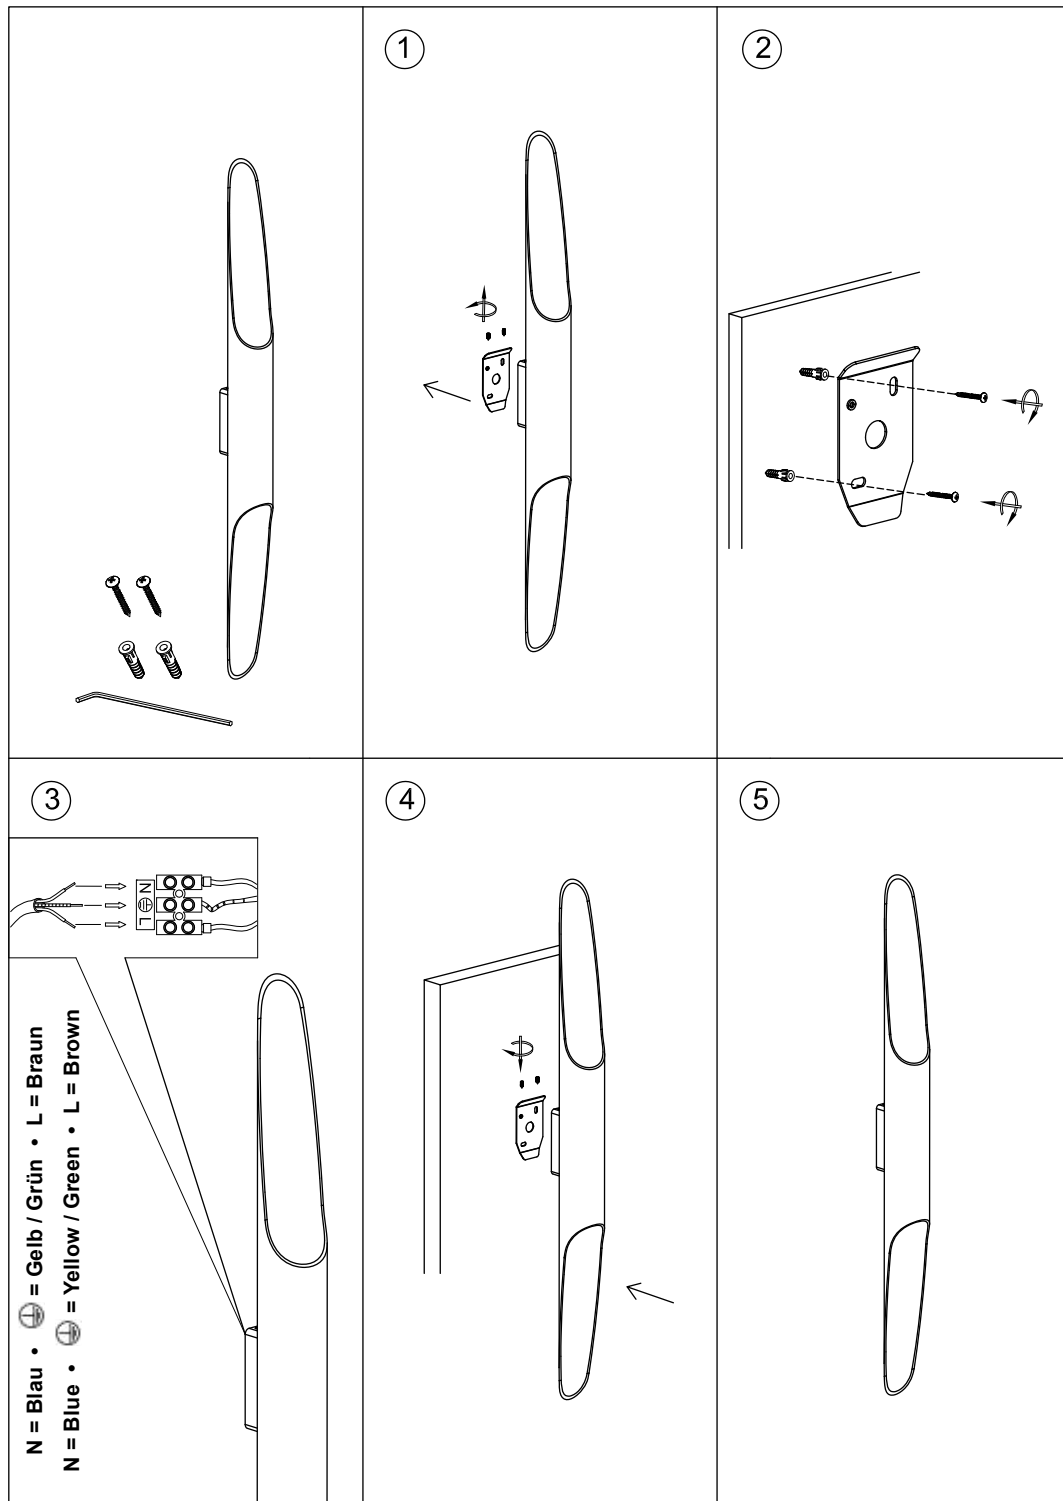 1
2
3
N
⏚
L
N = Blau • ⏚ = Gelb / Grün • L = Braun
N = Blue • ⏚ = Yellow / Green • L = Brown
4
5